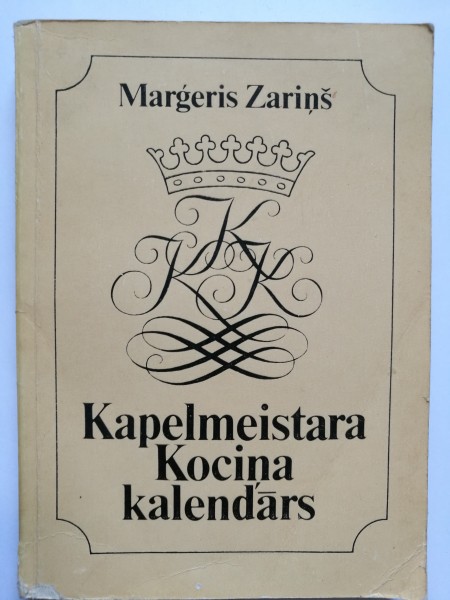 Marģeris Zariņš
K
K K
Kapelmeistara
Kociņa
kalendārs